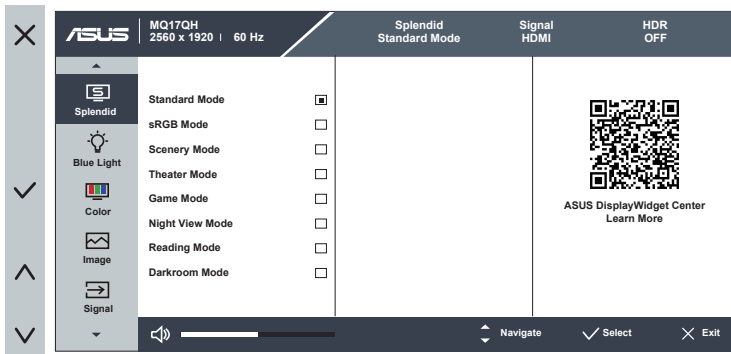 ASUS
MQ17QH
2560 x 1920 60 Hz
Splendid
Standard Mode
Signal
HDMI
HDR
OFF
S
Splendid
Blue Light
Color
Image
Signal
Standard Mode
sRGB Mode
Scenery Mode
Theater Mode
Game Mode
Night View Mode
Reading Mode
Darkroom Mode
ASUS DisplayWidget Center
Learn More
Navigate
Select
Exit